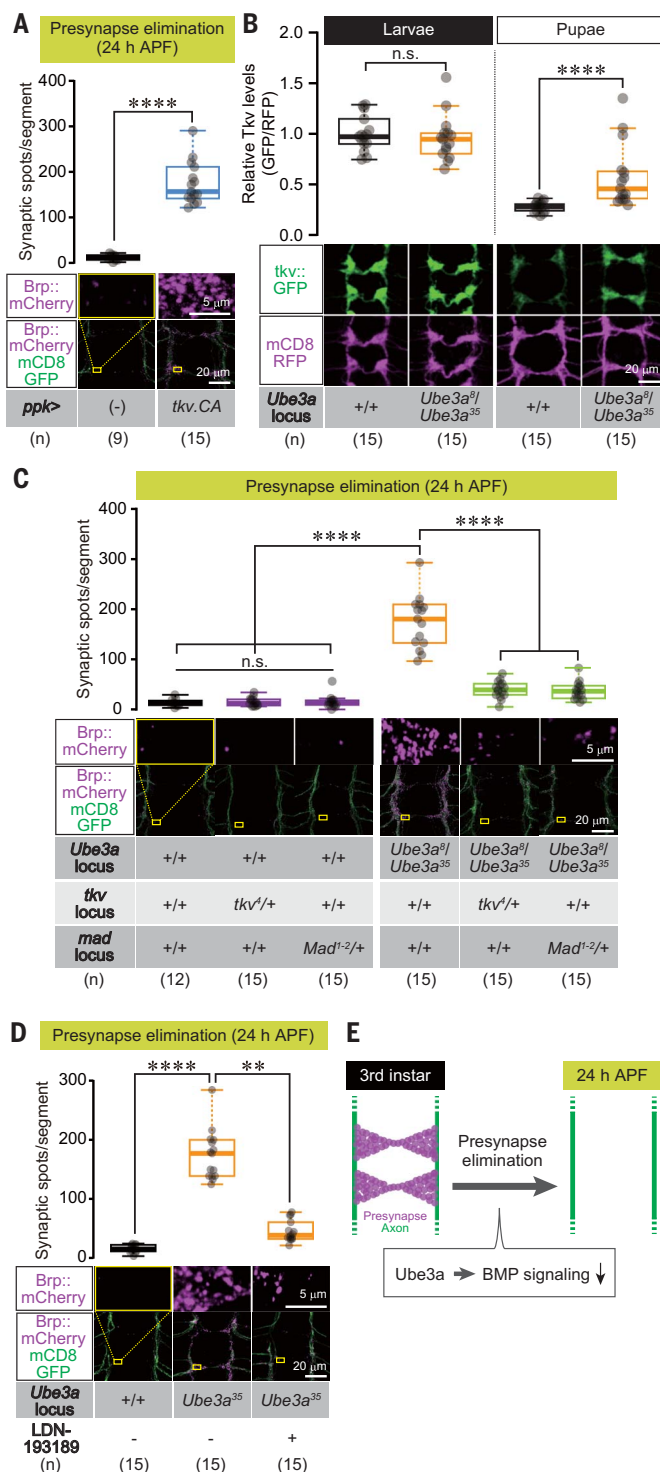 A
Presynapse elimination
(24 h APF)
****
Synaptic spots/segment
400
300
200
100
0
Brp::
mCherry
5 μm
Brp::
mCherry
mCD8
GFP
20 μm
ppk>
(-)
tkv.CA
(n)
(9)
(15)
B
Larvae
Pupae
n.s.
****
Relative Tkv levels
(GFP/RFP)
2.0
1.5
1.0
0.5
0.0
tkv::
GFP
mCD8
RFP
20 μm
Ube3a
locus
+/+
Ube3a⁸/
Ube3a³⁵
+/+
Ube3a⁸/
Ube3a³⁵
(n)
(15)
(15)
(15)
(15)
C
Presynapse elimination (24 h APF)
****
****
n.s.
Synaptic spots/segment
400
300
200
100
0
Brp::
mCherry
5 μm
Brp::
mCherry
mCD8
GFP
20 μm
Ube3a
locus
+/+
+/+
+/+
Ube3a⁸/
Ube3a³⁵
Ube3a⁸/
Ube3a³⁵
Ube3a⁸/
Ube3a³⁵
tkv
locus
+/+
tkv⁴/+
+/+
+/+
tkv⁴/+
+/+
mad
locus
+/+
+/+
Mad¹⁻²/+
+/+
+/+
Mad¹⁻²/+
(n)
(12)
(15)
(15)
(15)
(15)
(15)
D
Presynapse elimination (24 h APF)
****
**
Synaptic spots/segment
300
200
100
0
Brp::
mCherry
5 μm
Brp::
mCherry
mCD8
GFP
20 μm
Ube3a
locus
+/+
Ube3a³⁵
Ube3a³⁵
LDN-
193189
-
-
+
(n)
(15)
(15)
(15)
E
3rd instar
24 h APF
Presynapse
elimination
Presynapse
Axon
Ube3a → BMP signaling ↓